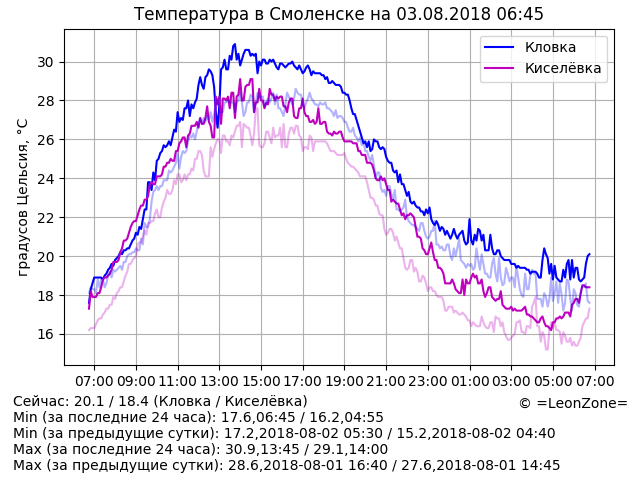 Температура в Смоленске на 03.08.2018 06:45
градусов Цельсия, °C
30
28
26
24
22
20
18
16
Кловка
Киселёвка
07:00 09:00 11:00 13:00 15:00 17:00 19:00 21:00 23:00 01:00 03:00 05:00 07:00
Сейчас: 20.1 / 18.4 (Кловка / Киселёвка)
© =LeonZone=
Min (за последние 24 часа): 17.6,06:45 / 16.2,04:55
Min (за предыдущие сутки): 17.2,2018-08-02 05:30 / 15.2,2018-08-02 04:40
Max (за последние 24 часа): 30.9,13:45 / 29.1,14:00
Max (за предыдущие сутки): 28.6,2018-08-01 16:40 / 27.6,2018-08-01 14:45